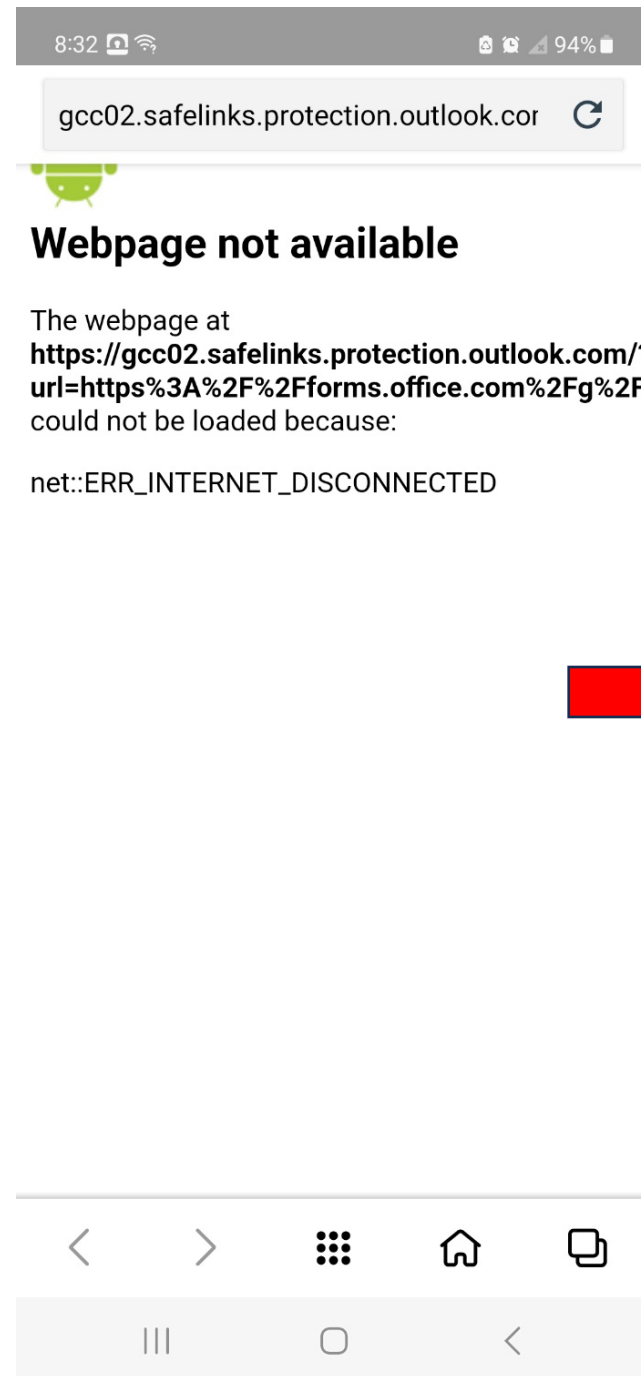 8:32 94%
gcc02.safelinks.protection.outlook.cor
Webpage not available
The webpage at
https://gcc02.safelinks.protection.outlook.com/?
url=https%3A%2F%2Fforms.office.com%2Fg%2F
could not be loaded because:
net::ERR_INTERNET_DISCONNECTED